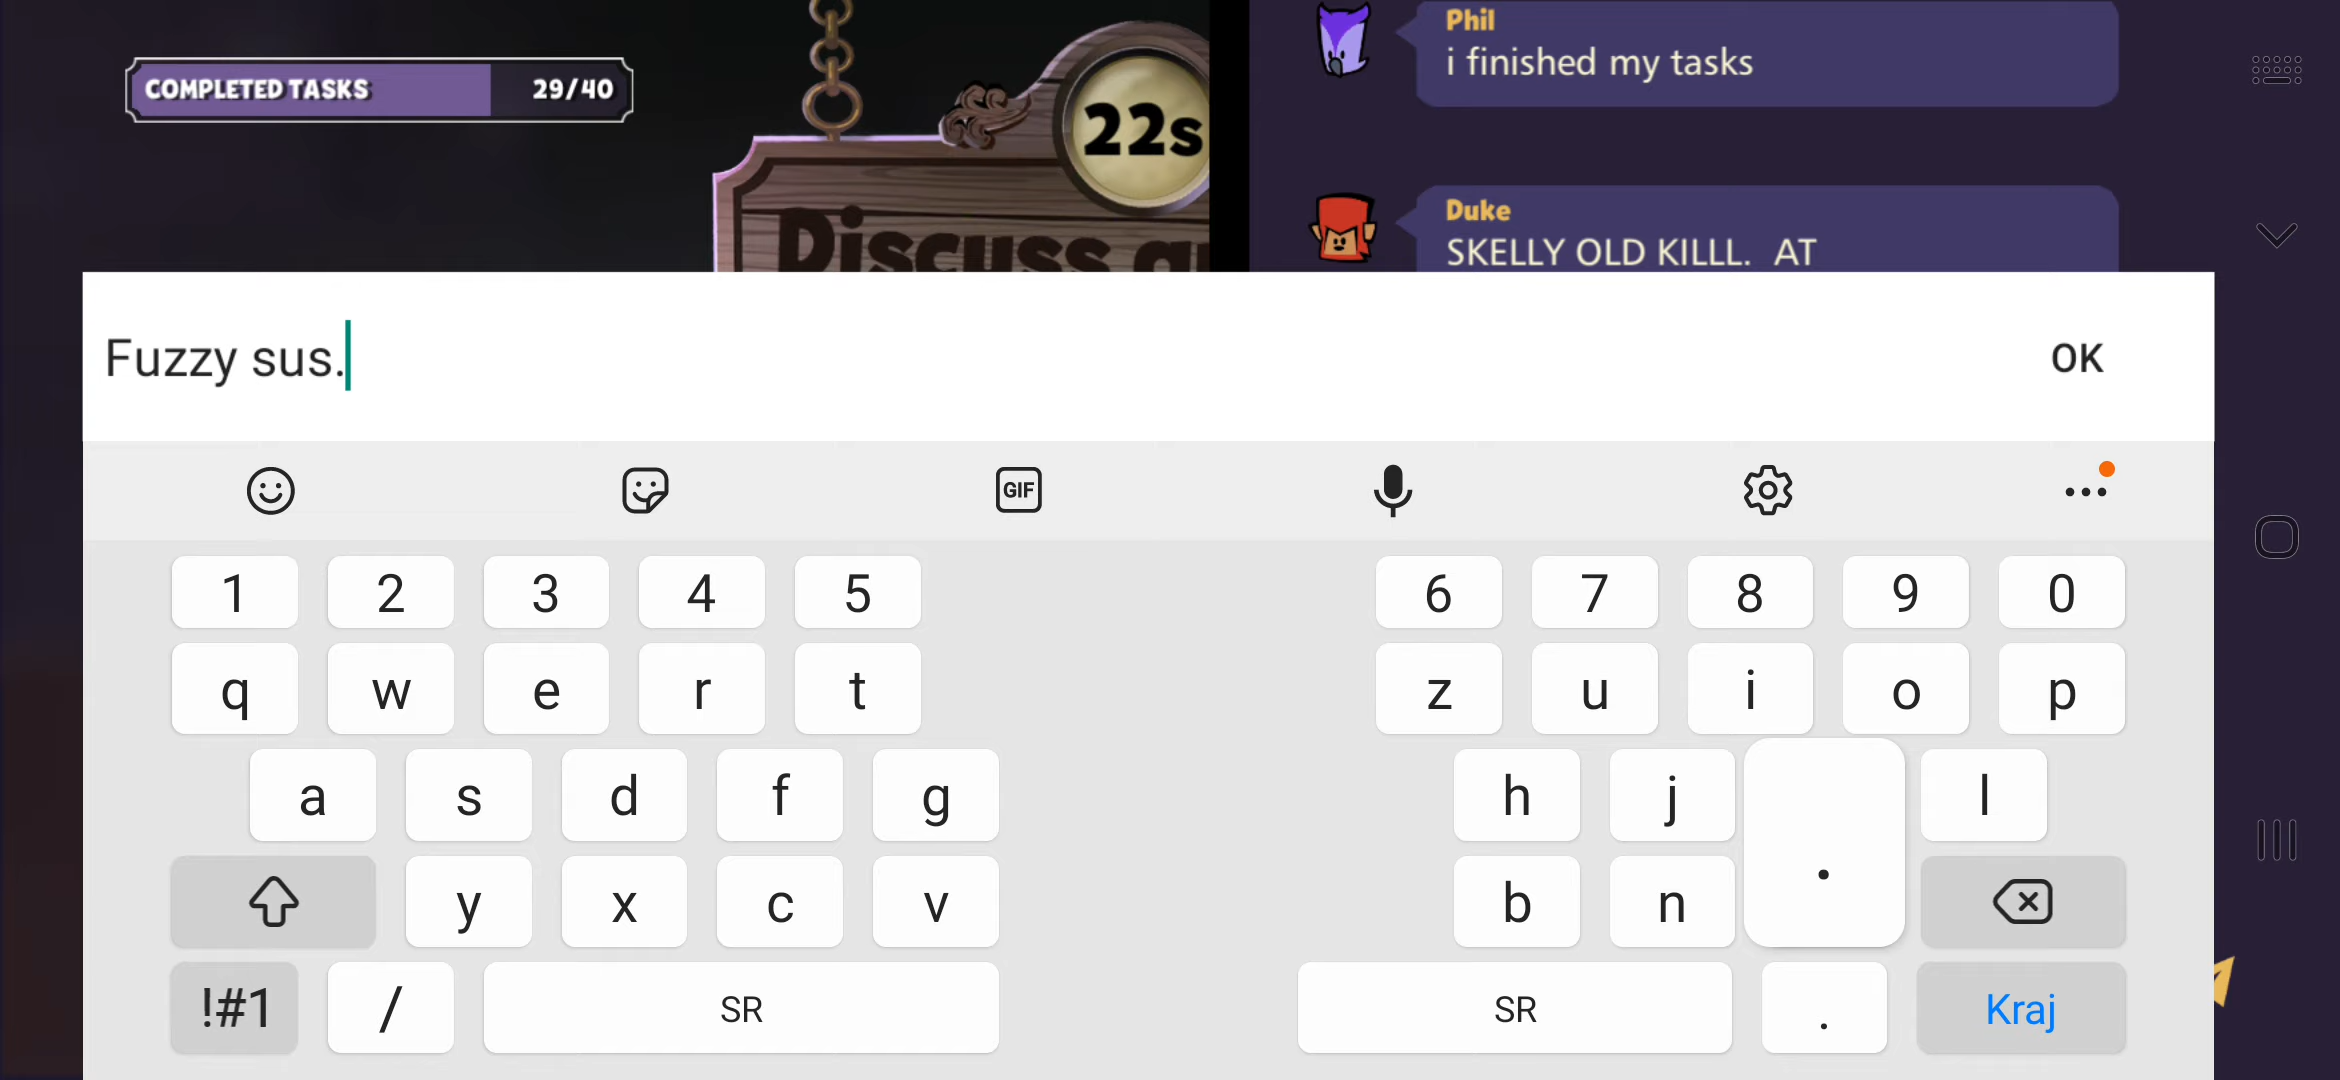 COMPLETED TASKS 29/40
22s
Discuss a
Phil
i finished my tasks
Duke
SKELLY OLD KILLL. AT
Fuzzy sus.
OK
GIF
1 2 3 4 5 6 7 8 9 0
q w e r t z u i o p
a s d f g h j . l
y x c v b n
!#1 / SR SR . Kraj